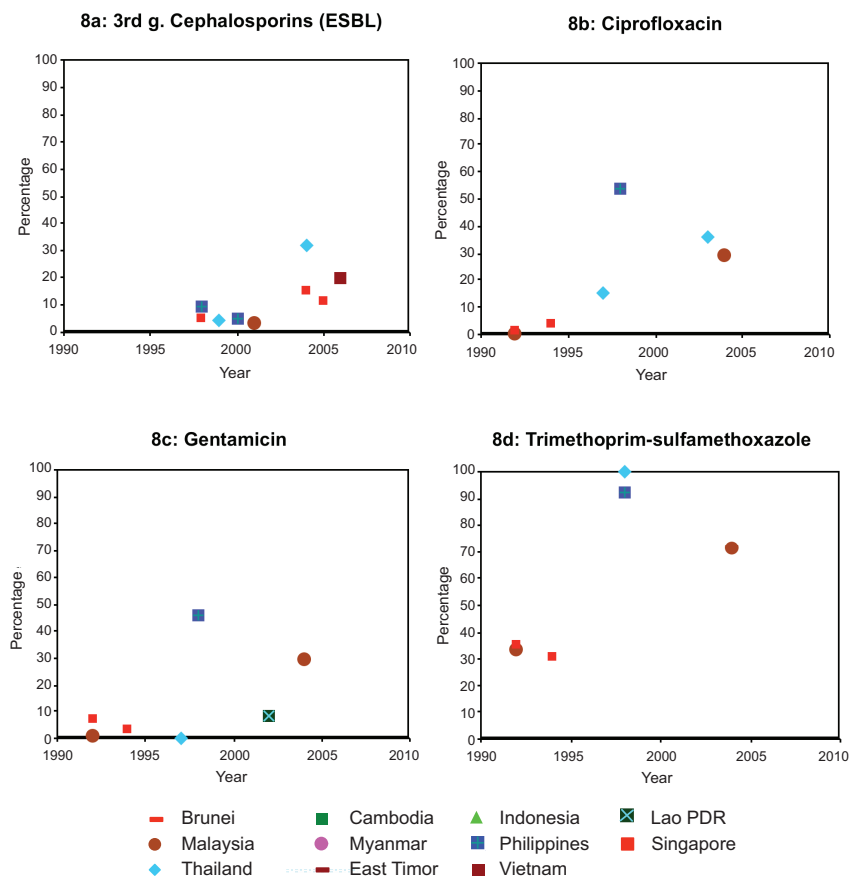 8a: 3rd g. Cephalosporins (ESBL)
100
90
80
70
60
50
40
30
20
10
0
Percentage
1990 1995 2000 2005 2010
Year
8b: Ciprofloxacin
100
90
80
70
60
50
40
30
20
10
0
Percentage
1990 1995 2000 2005 2010
Year
8c: Gentamicin
100
90
80
70
60
50
40
30
20
10
0
Percentage
1990 1995 2000 2005 2010
Year
8d: Trimethoprim-sulfamethoxazole
100
90
80
70
60
50
40
30
20
10
0
Percentage
1990 1995 2000 2005 2010
Year
Brunei Cambodia Indonesia Lao PDR
Malaysia Myanmar Philippines Singapore
Thailand East Timor Vietnam